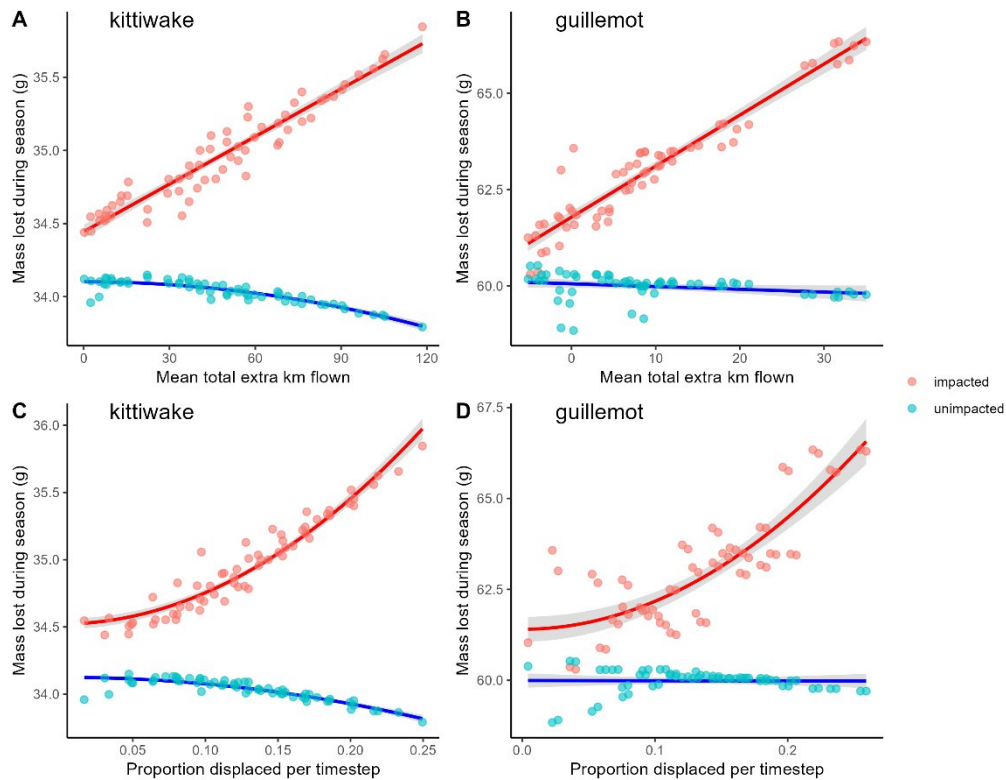 A kittiwake
B guillemot
Mass lost during season (g)
35.5
35.0
34.5
34.0
0 30 60 90 120
Mean total extra km flown
Mass lost during season (g)
65.0
62.5
60.0
0 10 20 30
Mean total extra km flown
impacted
unimpacted
C kittiwake
D guillemot
Mass lost during season (g)
36.0
35.5
35.0
34.5
34.0
0.05 0.10 0.15 0.20 0.25
Proportion displaced per timestep
Mass lost during season (g)
67.5
65.0
62.5
60.0
0.0 0.1 0.2
Proportion displaced per timestep